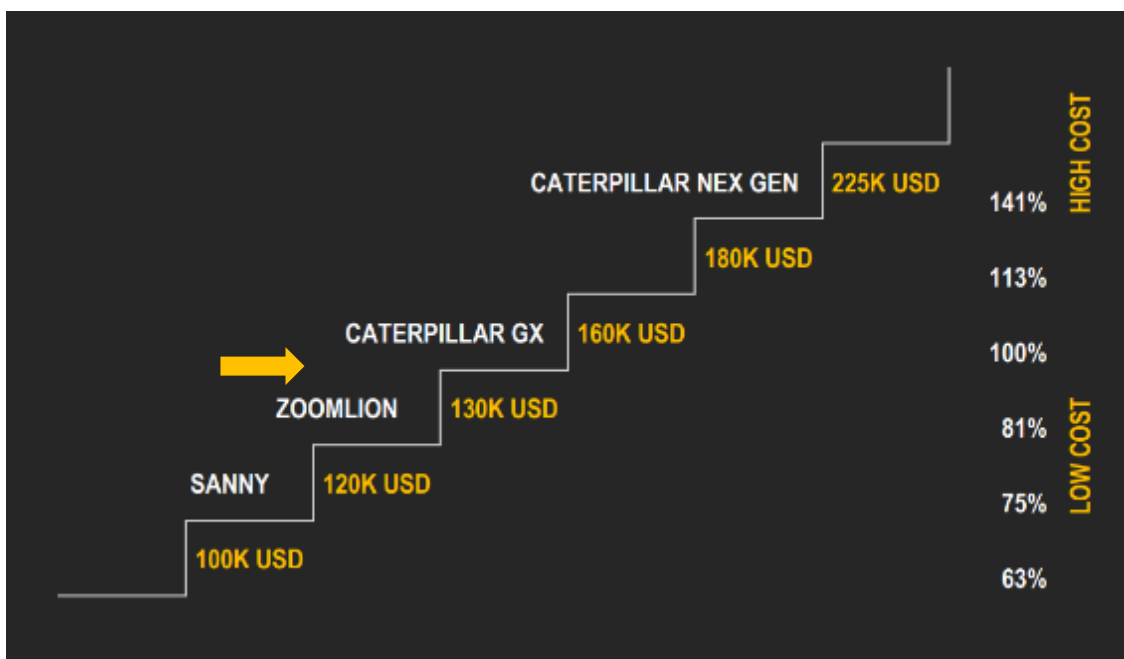 HIGH COST
CATERPILLAR NEX GEN 225K USD
141%
180K USD
113%
CATERPILLAR GX 160K USD
100%
ZOOMLION 130K USD
81%
LOW COST
SANNY 120K USD
75%
100K USD
63%